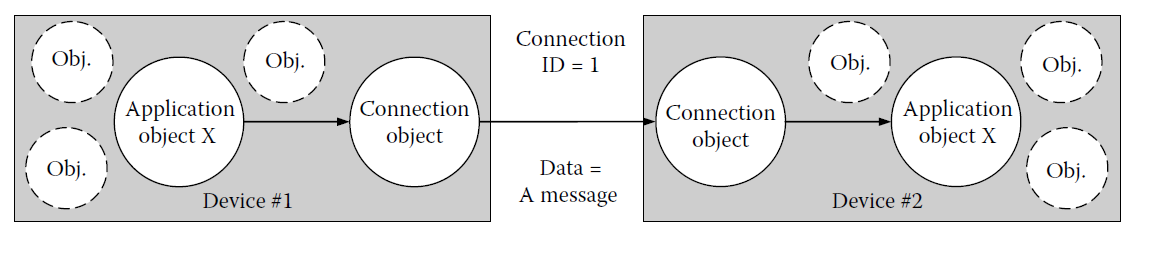 Obj.
Obj.
Application
object X
Connection
object
Obj.
Device #1
Connection
ID = 1
Data =
A message
Connection
object
Obj.
Application
object X
Obj.
Obj.
Device #2